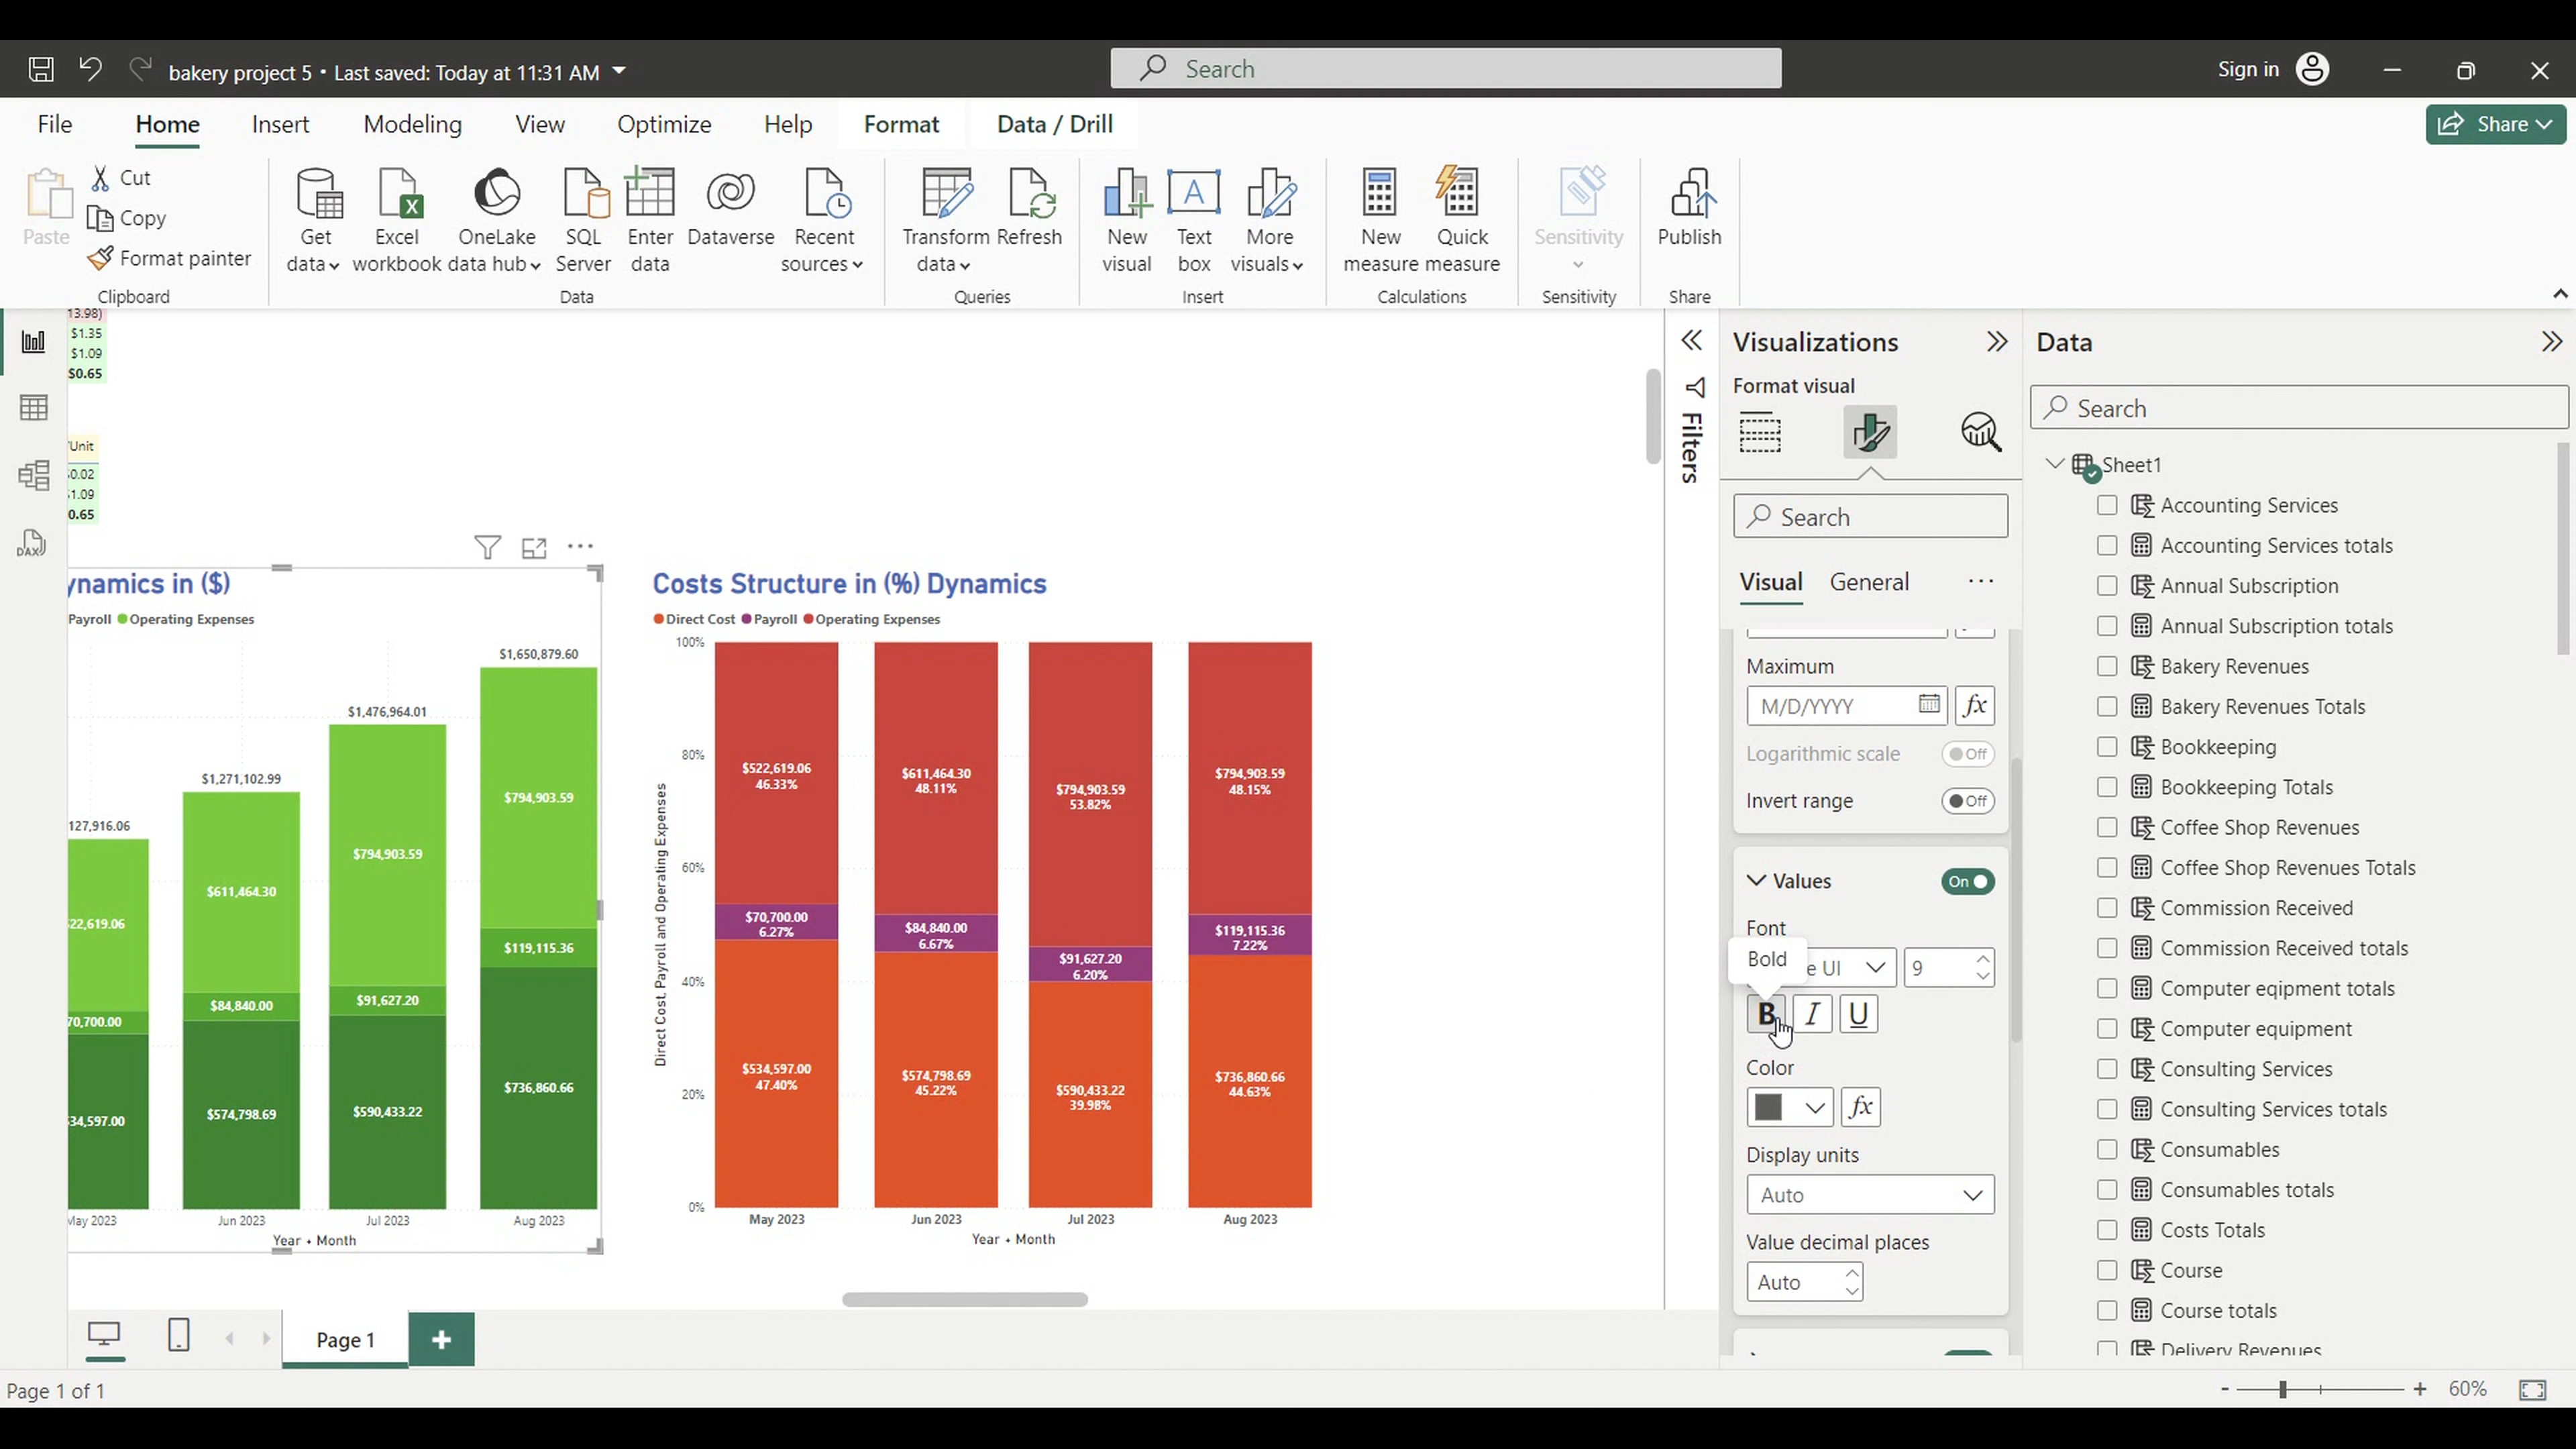 bakery project 5 • Last saved: Today at 11:31 AM
Search
Sign in
File Home Insert Modeling View Optimize Help Format Data / Drill
Share
Paste
Cut
Copy
Format painter
Clipboard
Get data
Excel workbook
OneLake data hub
SQL Server
Enter data
Dataverse
Recent sources
Data
Transform data
Refresh
Queries
New visual
Text box
More visuals
Insert
New measure
Quick measure
Calculations
Sensitivity
Sensitivity
Publish
Share
13.98)
$1.35
$1.09
$0.65
/Unit
0.02
1.09
0.65
ynamics in ($)
Payroll Operating Expenses
$1,650,879.60
$1,476,964.01
$1,271,102.99
127,916.06
$794,903.59
$794,903.59
$611,464.30
22,619.06
$119,115.36
$91,627.20
$84,840.00
70,700.00
$736,860.66
$590,433.22
$574,798.69
34,597.00
May 2023 Jun 2023 Jul 2023 Aug 2023
Year • Month
Costs Structure in (%) Dynamics
Direct Cost Payroll Operating Expenses
Direct Cost, Payroll and Operating Expenses
100%
80%
60%
40%
20%
0%
$522,619.06
46.33%
$611,464.30
48.11%
$794,903.59
53.82%
$794,903.59
48.15%
$70,700.00
6.27%
$84,840.00
6.67%
$91,627.20
6.20%
$119,115.36
7.22%
$534,597.00
47.40%
$574,798.69
45.22%
$590,433.22
39.98%
$736,860.66
44.63%
May 2023 Jun 2023 Jul 2023 Aug 2023
Year • Month
Filters
Visualizations
Format visual
Search
Visual General
Maximum
M/D/YYYY
fx
Logarithmic scale Off
Invert range Off
Values On
Font
Bold
e UI 9
B I U
Color
fx
Display units
Auto
Value decimal places
Auto
Data
Search
Sheet1
Accounting Services
Accounting Services totals
Annual Subscription
Annual Subscription totals
Bakery Revenues
Bakery Revenues Totals
Bookkeeping
Bookkeeping Totals
Coffee Shop Revenues
Coffee Shop Revenues Totals
Commission Received
Commission Received totals
Computer eqipment totals
Computer equipment
Consulting Services
Consulting Services totals
Consumables
Consumables totals
Costs Totals
Course
Course totals
Delivery Revenues
DAX
Page 1
Page 1 of 1
- + 60%